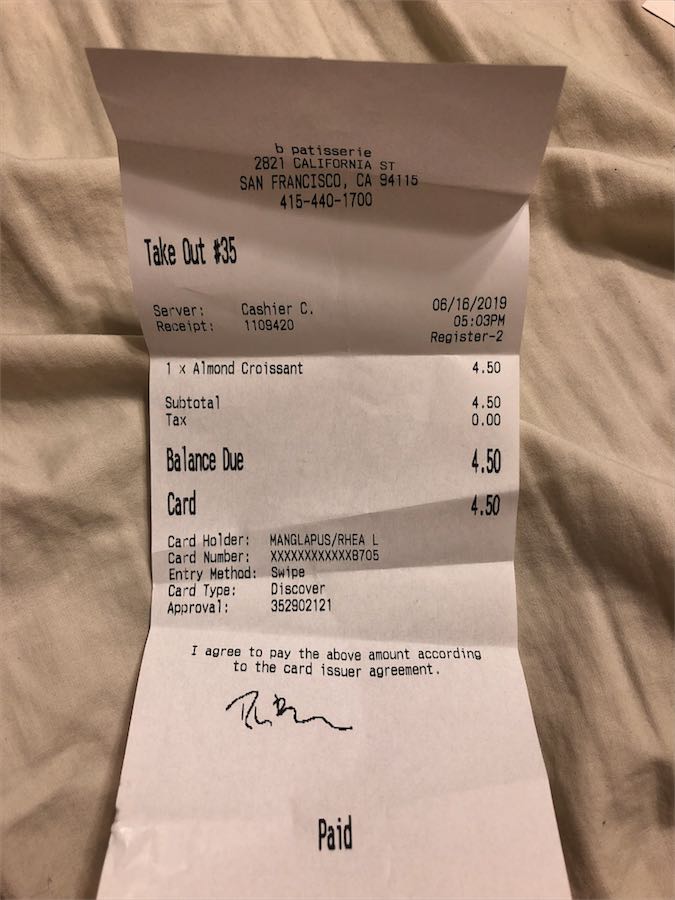 b patisserie
2821 CALIFORNIA ST
SAN FRANCISCO, CA 94115
415-440-1700
Take Out #35
Server: Cashier C. 06/16/2019
Receipt: 1109420 05:03PM
Register-2
1 x Almond Croissant 4.50
Subtotal 4.50
Tax 0.00
Balance Due 4.50
Card 4.50
Card Holder: MANGLAPUS/RHEA L
Card Number: XXXXXXXXXXXX8705
Entry Method: Swipe
Card Type: Discover
Approval: 352902121
I agree to pay the above amount according
to the card issuer agreement.
Paid